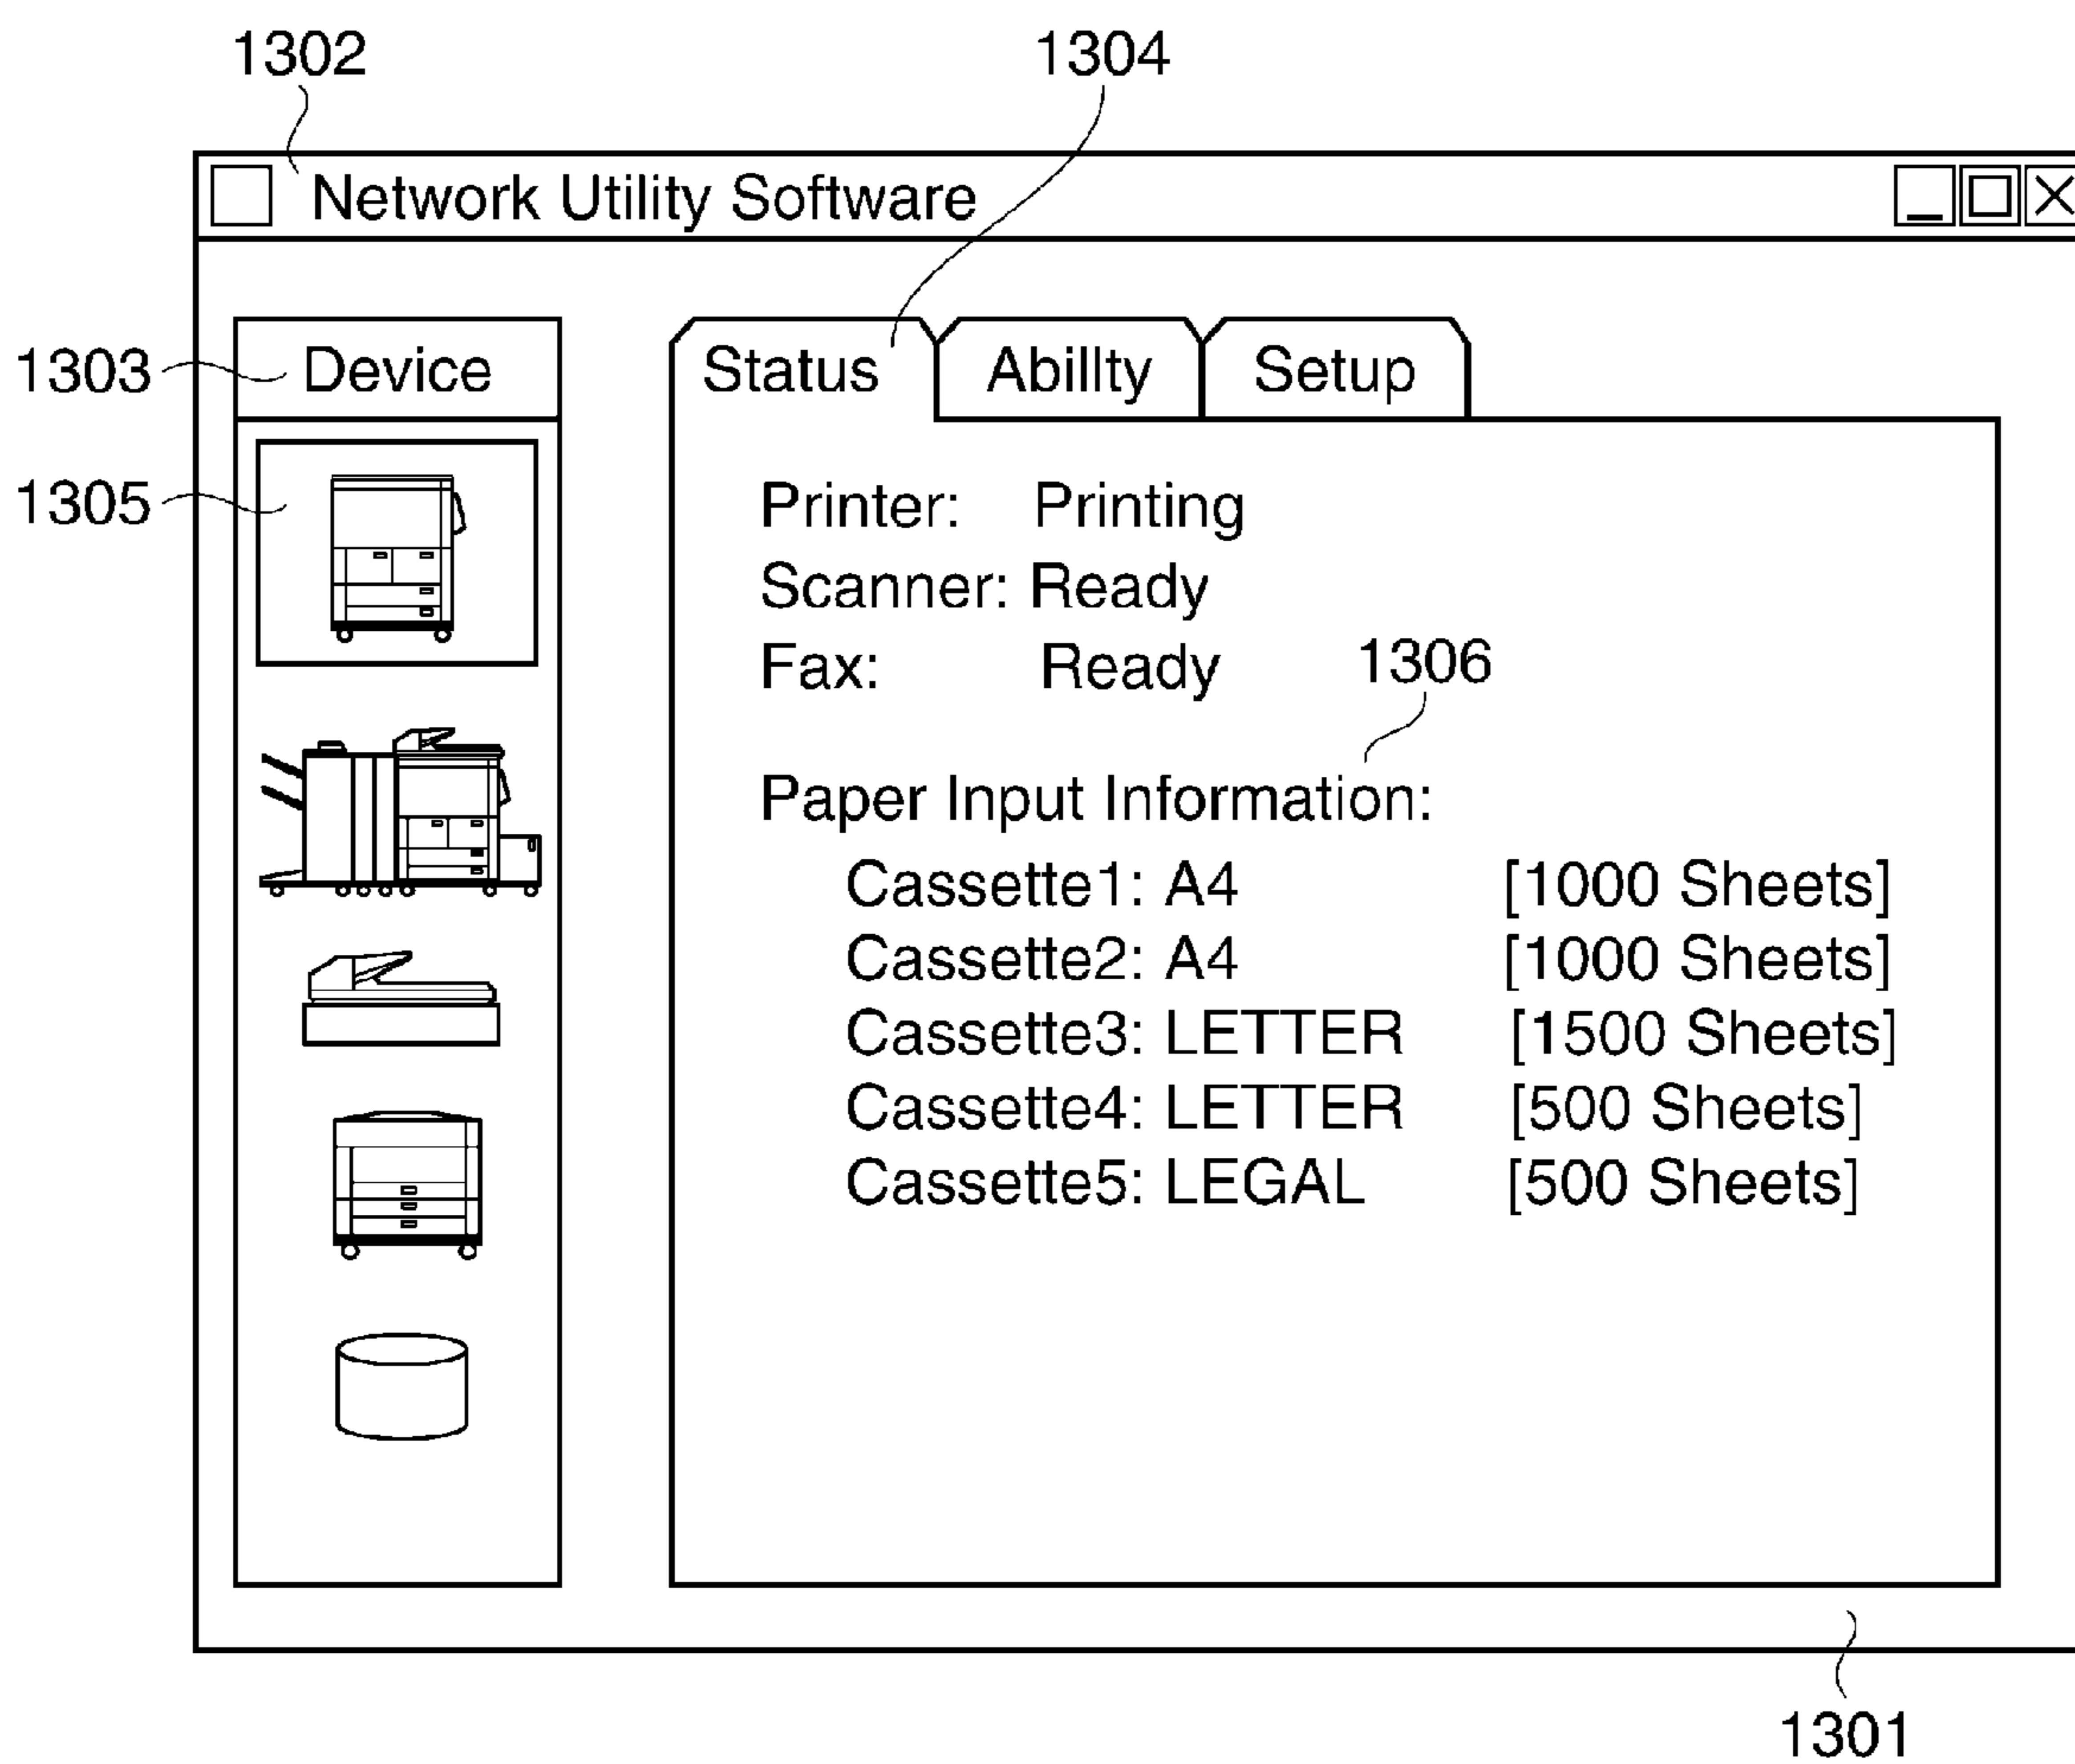 1302
1304
Network Utility Software
1303
Device
Status
Abillty
Setup
1305
Printer: Printing
Scanner: Ready
Fax: Ready
1306
Paper Input Information:
Cassette1: A4 [1000 Sheets]
Cassette2: A4 [1000 Sheets]
Cassette3: LETTER [1500 Sheets]
Cassette4: LETTER [500 Sheets]
Cassette5: LEGAL [500 Sheets]
1301